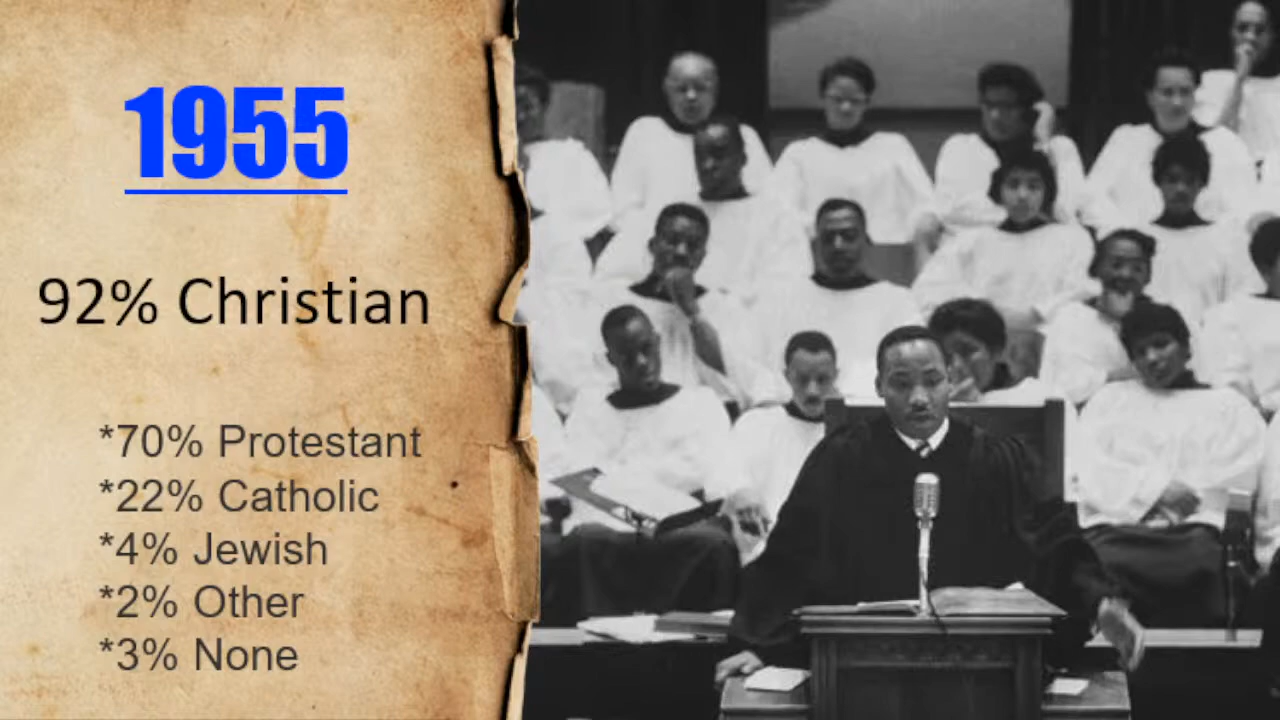 1955
92% Christian
*70% Protestant
*22% Catholic
*4% Jewish
*2% Other
*3% None